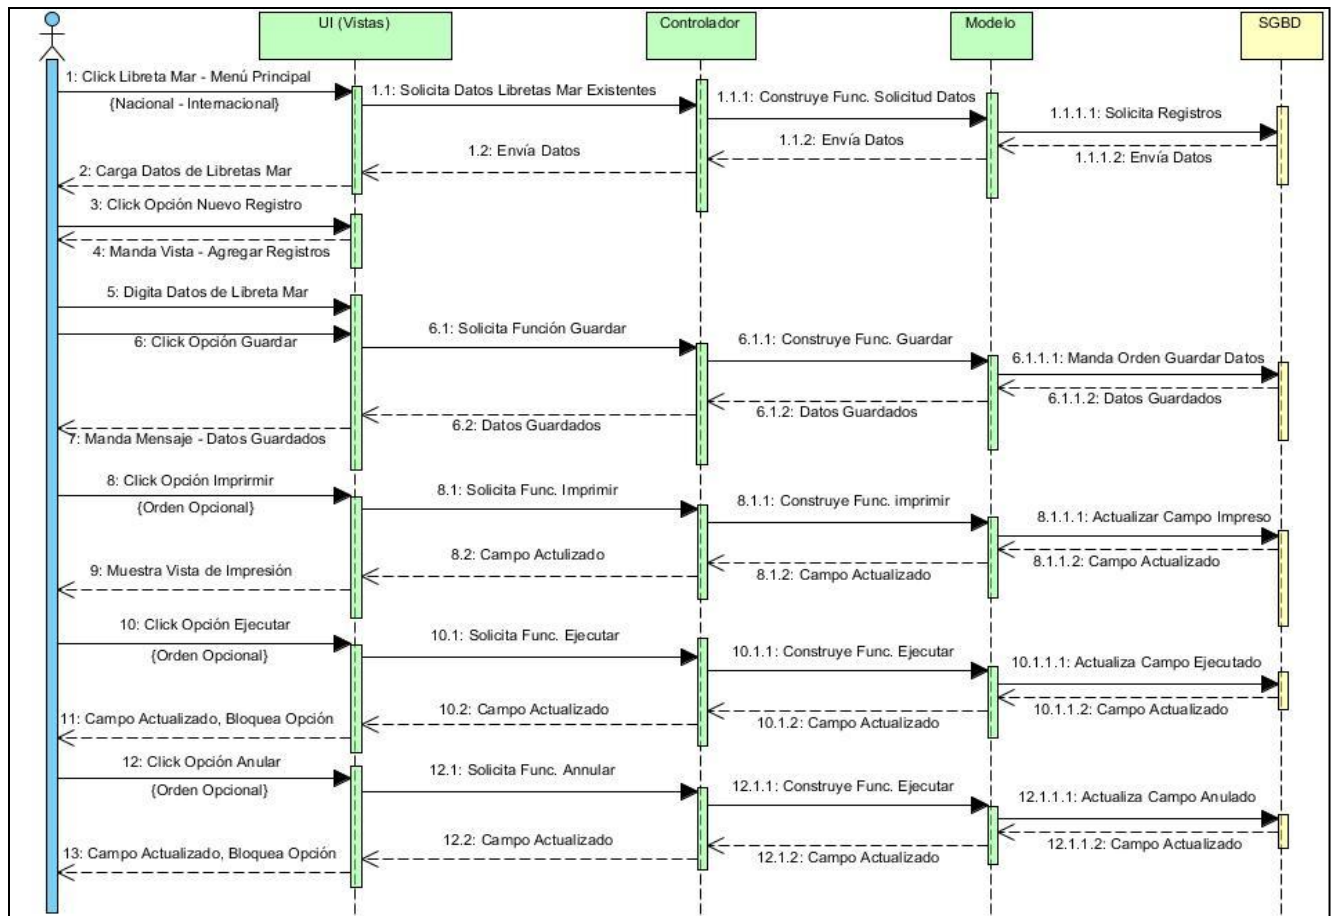 UI (Vistas)
Controlador
Modelo
SGBD
1: Click Libreta Mar - Menú Principal
{Nacional - Internacional}
1.1: Solicita Datos Libretas Mar Existentes
1.1.1: Construye Func. Solicitud Datos
1.1.1.1: Solicita Registros
1.1.1.2: Envía Datos
1.1.2: Envía Datos
1.2: Envía Datos
2: Carga Datos de Libretas Mar
3: Click Opción Nuevo Registro
4: Manda Vista - Agregar Registros
5: Digita Datos de Libreta Mar
6: Click Opción Guardar
6.1: Solicita Función Guardar
6.1.1: Construye Func. Guardar
6.1.1.1: Manda Orden Guardar Datos
6.1.1.2: Datos Guardados
6.1.2: Datos Guardados
6.2: Datos Guardados
7: Manda Mensaje - Datos Guardados
8: Click Opción Imprirmir
{Orden Opcional}
8.1: Solicita Func. Imprimir
8.1.1: Construye Func. imprimir
8.1.1.1: Actualizar Campo Impreso
8.1.1.2: Campo Actualizado
8.1.2: Campo Actualizado
8.2: Campo Actulizado
9: Muestra Vista de Impresión
10: Click Opción Ejecutar
{Orden Opcional}
10.1: Solicita Func. Ejecutar
10.1.1: Construye Func. Ejecutar
10.1.1.1: Actualiza Campo Ejecutado
10.1.1.2: Campo Actualizado
10.1.2: Campo Actualizado
10.2: Campo Actualizado
11: Campo Actualizado, Bloquea Opción
12: Click Opción Anular
{Orden Opcional}
12.1: Solicita Func. Annular
12.1.1: Construye Func. Ejecutar
12.1.1.1: Actualiza Campo Anulado
12.1.1.2: Campo Actualizado
12.1.2: Campo Actualizado
12.2: Campo Actualizado
13: Campo Actualizado, Bloquea Opción